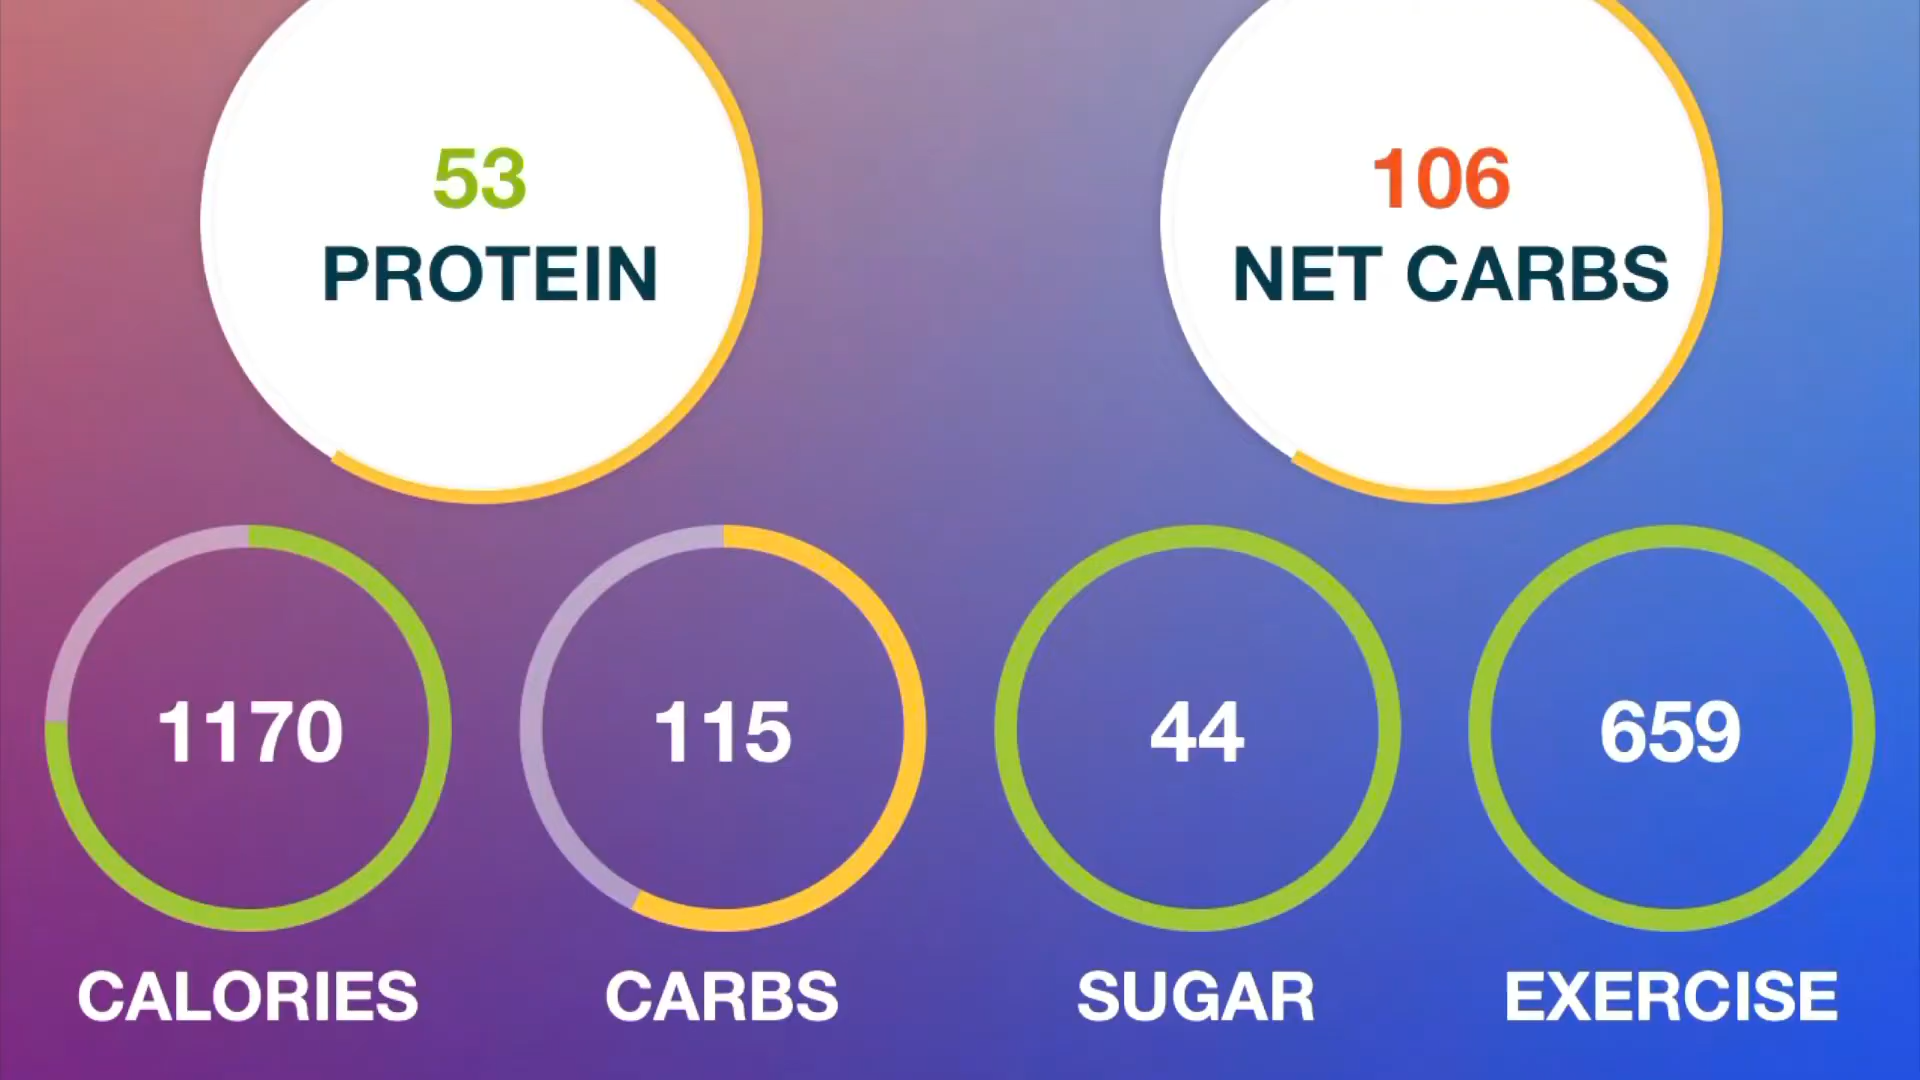 53
PROTEIN
106
NET CARBS
1170
115
44
659
CALORIES
CARBS
SUGAR
EXERCISE